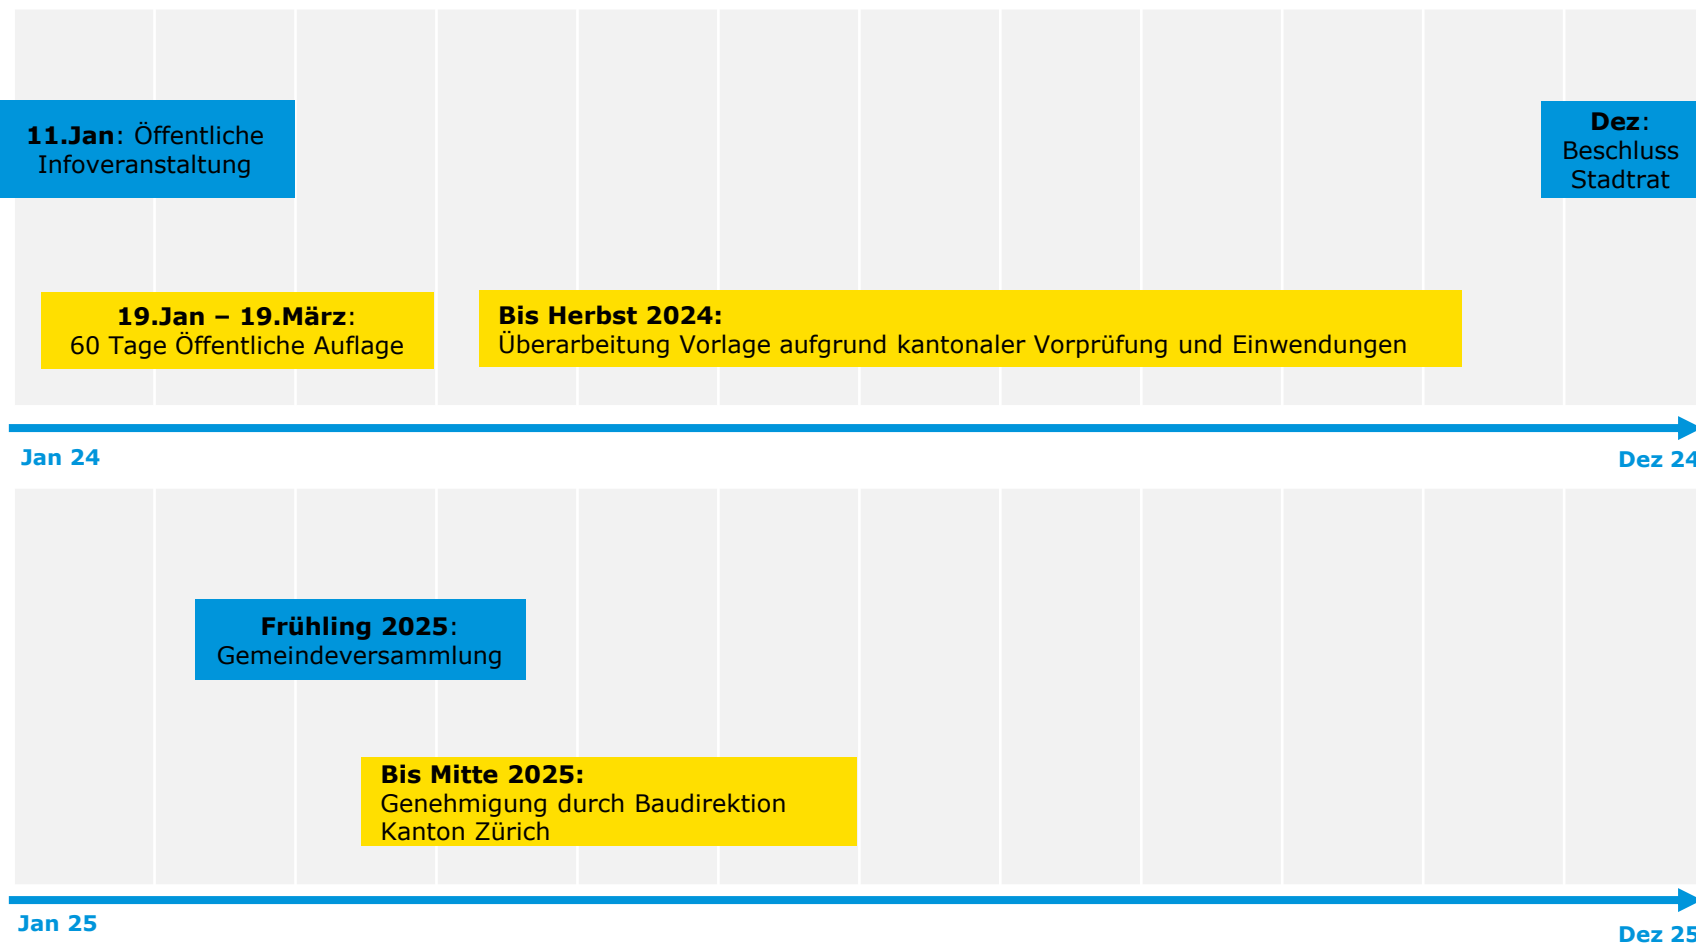 11.Jan: Öffentliche
Infoveranstaltung
Dez:
Beschluss
Stadtrat
19.Jan – 19.März:
60 Tage Öffentliche Auflage
Bis Herbst 2024:
Überarbeitung Vorlage aufgrund kantonaler Vorprüfung und Einwendungen
Jan 24
Dez 24
Frühling 2025:
Gemeindeversammlung
Bis Mitte 2025:
Genehmigung durch Baudirektion
Kanton Zürich
Jan 25
Dez 25